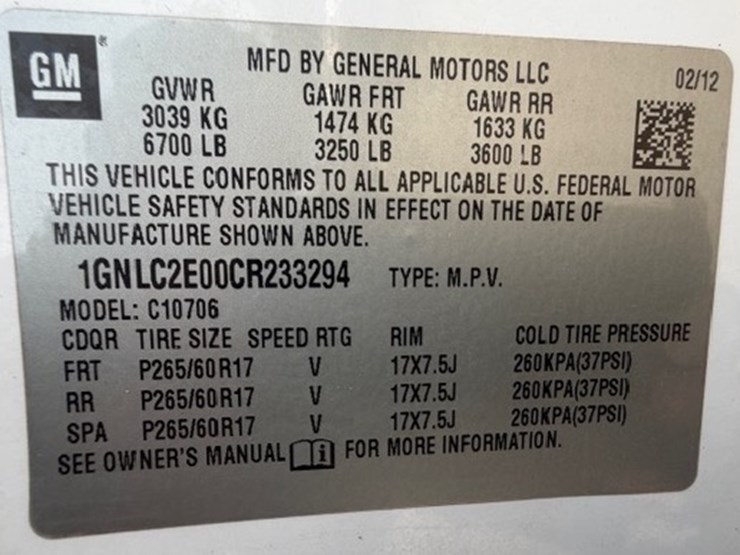 GM ®
MFD BY GENERAL MOTORS LLC 02/12
GVWR GAWR FRT GAWR RR
3039 KG 1474 KG 1633 KG
6700 LB 3250 LB 3600 LB
THIS VEHICLE CONFORMS TO ALL APPLICABLE U.S. FEDERAL MOTOR
VEHICLE SAFETY STANDARDS IN EFFECT ON THE DATE OF
MANUFACTURE SHOWN ABOVE.
1GNLC2E00CR233294 TYPE: M.P.V.
MODEL: C10706
CDQR TIRE SIZE SPEED RTG RIM COLD TIRE PRESSURE
FRT P265/60R17 V 17X7.5J 260KPA(37PSI)
RR P265/60R17 V 17X7.5J 260KPA(37PSI)
SPA P265/60R17 V 17X7.5J 260KPA(37PSI)
SEE OWNER'S MANUAL i FOR MORE INFORMATION.